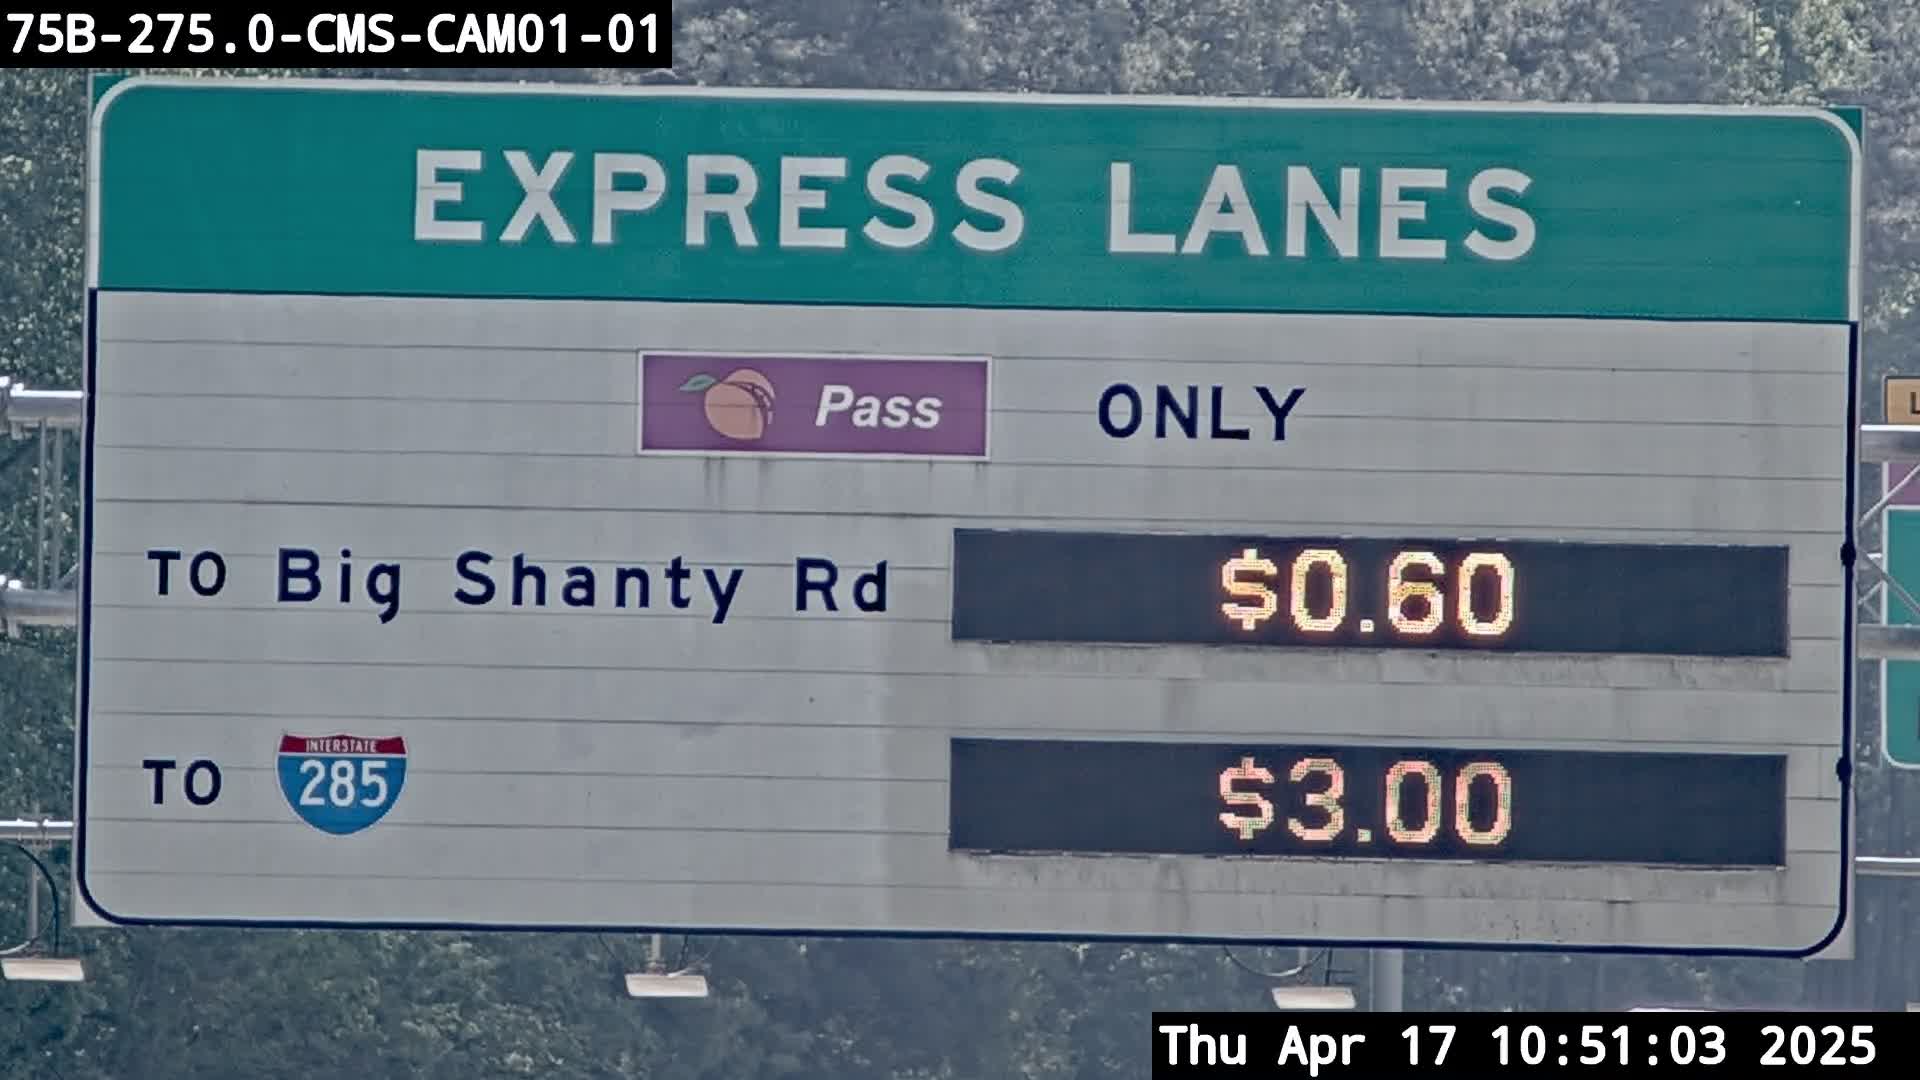 75B-275.0-CMS-CAM01-01
EXPRESS LANES
Pass ONLY
TO Big Shanty Rd $0.60
TO INTERSTATE 285 $3.00
Thu Apr 17 10:51:03 2025